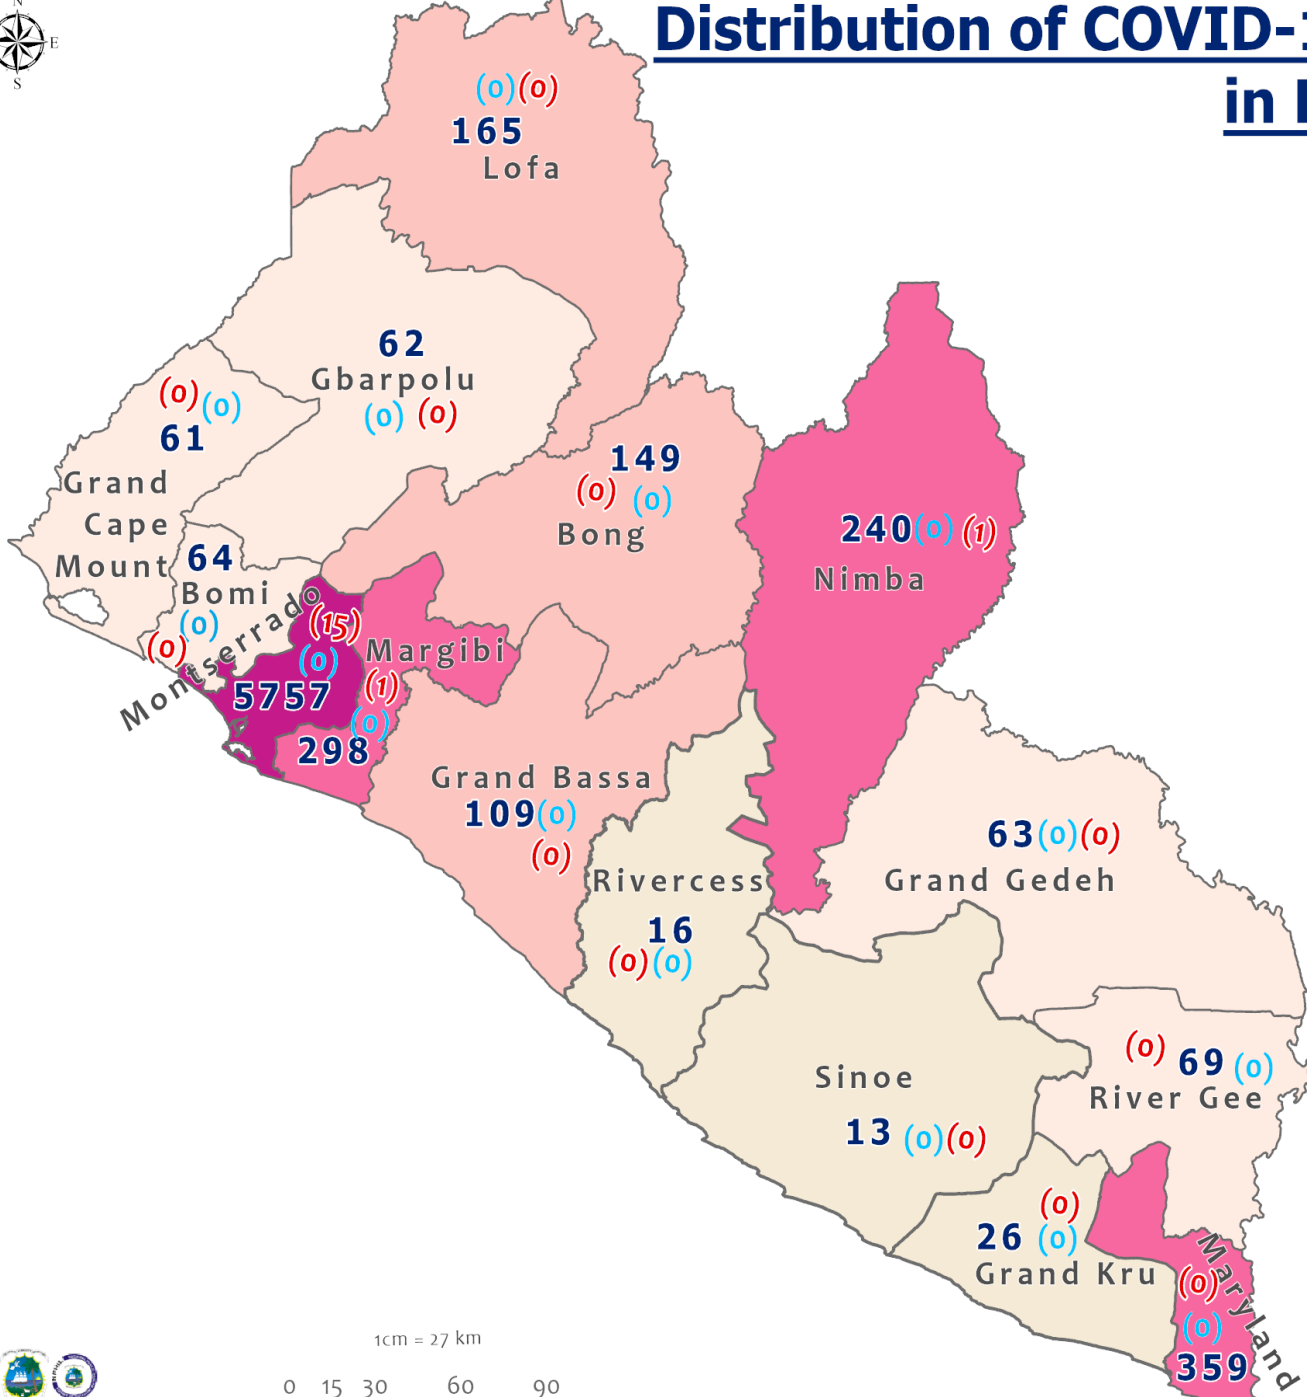 N
E
S
Distribution of COVID-1
in L
(0)(0)
165
Lofa
62
Gbarpolu
(0) (0)
(0)(0)
61
Grand
Cape
Mount
149
(0) (0)
Bong
240(0) (1)
Nimba
64
Bomi
(0)
(0)
Montserrado
(15)
(0)
5757
Margibi
(1)
(0)
298
Grand Bassa
109(0)
(0)
63(0)(0)
Grand Gedeh
Rivercess
16
(0)(0)
(0) 69 (0)
River Gee
Sinoe
13 (0)(0)
(0)
26 (0)
Grand Kru
Maryland
(0)
(0)
359
1cm = 27 km
0 15 30 60 90